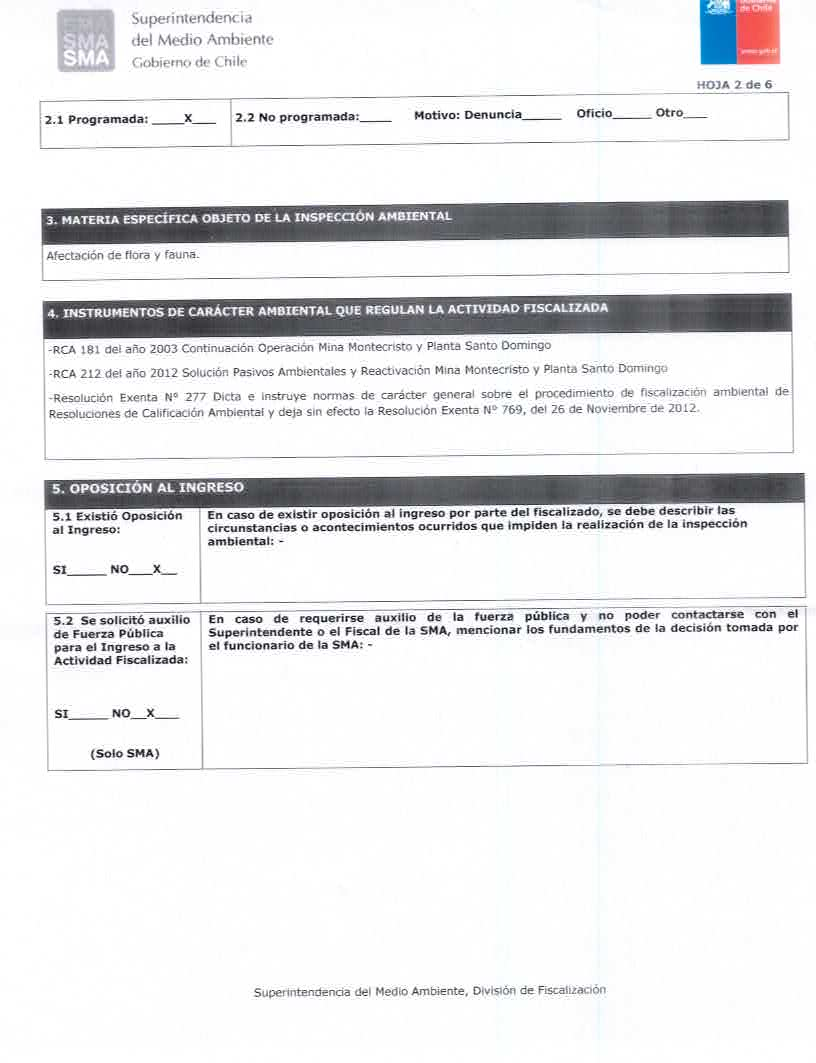 SMA
SMA
Superintendencia
del Medio Ambiente
Gobierno de Chile
de Chile
HOJA 2 de 6
2.1 Programada: _____X____ 2.2 No programada:_____ Motivo: Denuncia______ Oficio______ Otro____
3. MATERIA ESPECÍFICA OBJETO DE LA INSPECCIÓN AMBIENTAL
Afectación de flora y fauna.
4. INSTRUMENTOS DE CARÁCTER AMBIENTAL QUE REGULAN LA ACTIVIDAD FISCALIZADA
-RCA 181 del año 2003 Continuación Operación Mina Montecristo y Planta Santo Domingo
-RCA 212 del año 2012 Solución Pasivos Ambientales y Reactivación Mina Montecristo y Planta Santo Domingo
-Resolución Exenta N° 277 Dicta e instruye normas de carácter general sobre el procedimiento de fiscalización ambiental de
Resoluciones de Calificación Ambiental y deja sin efecto la Resolución Exenta N° 769, del 26 de Noviembre de 2012.
5. OPOSICIÓN AL INGRESO
5.1 Existió Oposición
al Ingreso:
SI______ NO____X___
En caso de existir oposición al ingreso por parte del fiscalizado, se debe describir las
circunstancias o acontecimientos ocurridos que impiden la realización de la inspección
ambiental: -
5.2 Se solicitó auxilio
de Fuerza Pública
para el Ingreso a la
Actividad Fiscalizada:
SI______ NO___X____
(Solo SMA)
En caso de requerirse auxilio de la fuerza pública y no poder contactarse con el
Superintendente o el Fiscal de la SMA, mencionar los fundamentos de la decisión tomada por
el funcionario de la SMA: -
Superintendencia del Medio Ambiente, División de Fiscalización